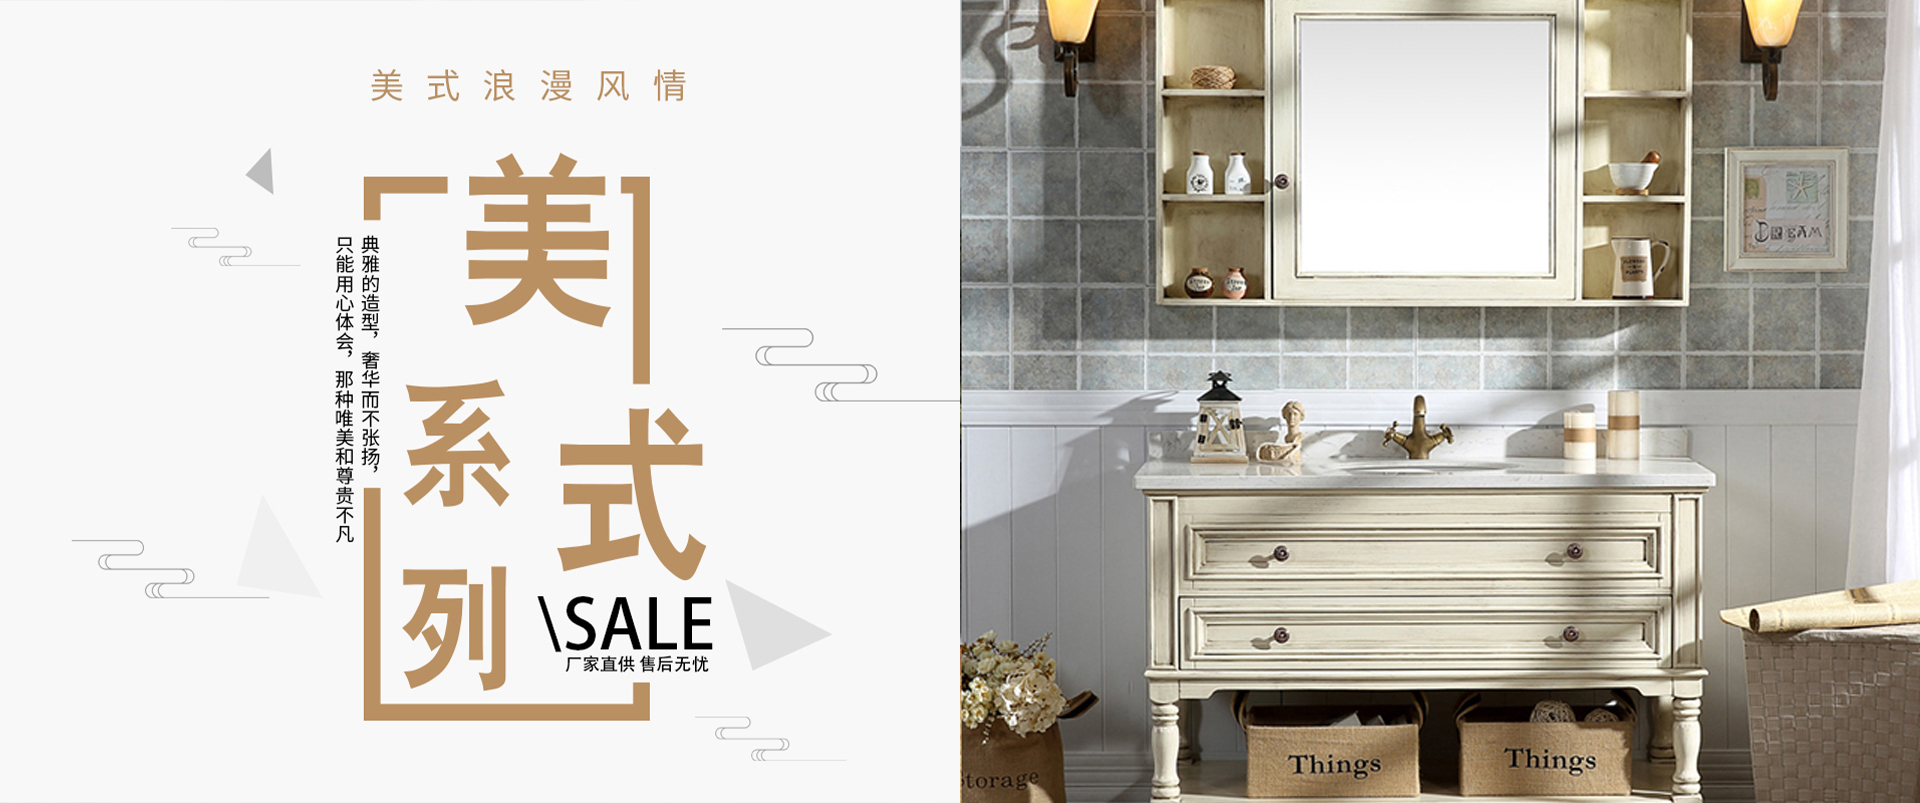 美式浪漫风情
美式
系列
典雅的造型，奢华而不张扬，
只能用心体会，那种唯美和尊贵不凡
\SALE
厂家直供 售后无忧
DREAM
Things
Things
Storage